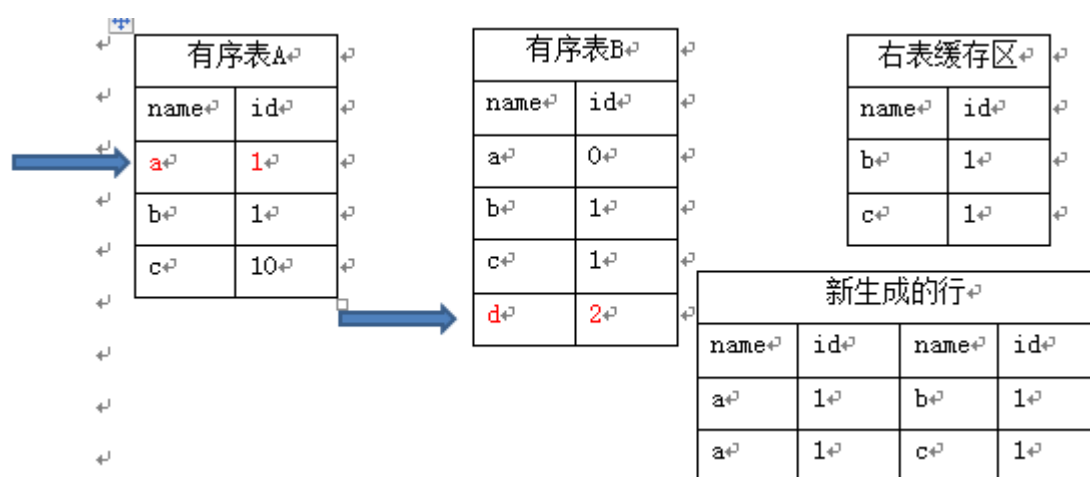 有序表A
name id
a 1
b 1
c 10
有序表B
name id
a 0
b 1
c 1
d 2
右表缓存区
name id
b 1
c 1
新生成的行
name id name id
a 1 b 1
a 1 c 1